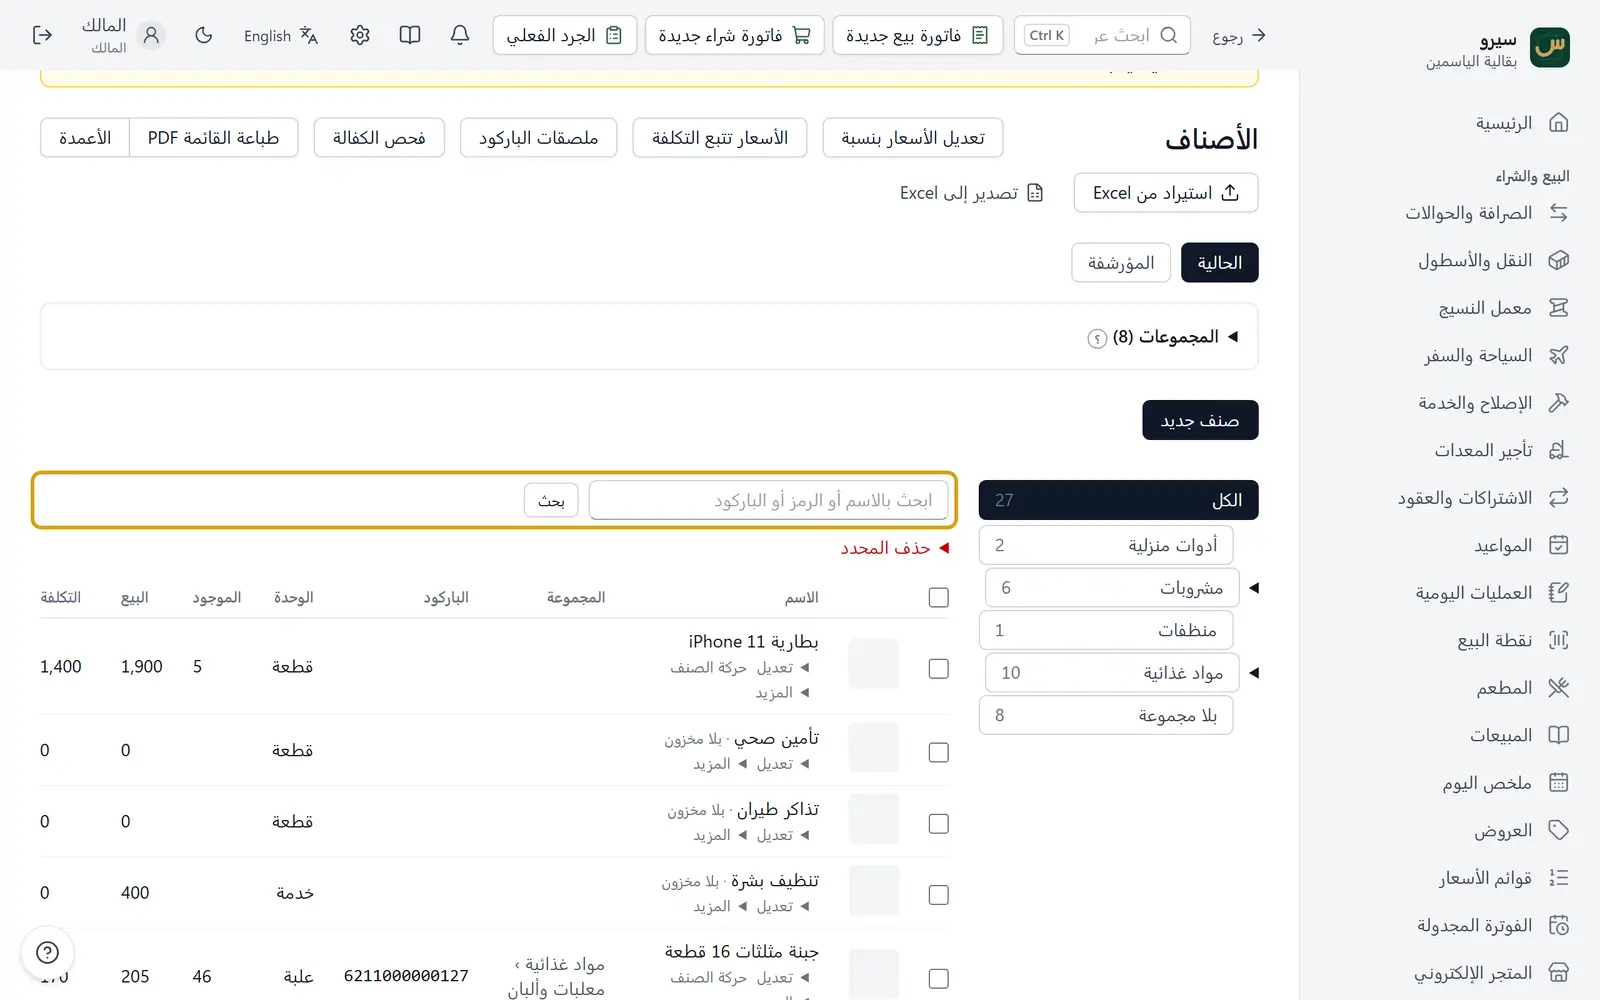 سيرو
بقالية الياسمين
الرئيسية
البيع والشراء
الصرافة والحوالات
النقل والأسطول
معمل النسيج
السياحة والسفر
الإصلاح والخدمة
تأجير المعدات
الاشتراكات والعقود
المواعيد
العمليات اليومية
نقطة البيع
المطعم
المبيعات
ملخص اليوم
العروض
قوائم الأسعار
الفوترة المجدولة
المتجر الإلكتروني
رجوع
ابحث عر Ctrl K
فاتورة بيع جديدة
فاتورة شراء جديدة
الجرد الفعلي
English
المالك
المالك
الأصناف
تعديل الأسعار بنسبة
الأسعار تتبع التكلفة
ملصقات الباركود
فحص الكفالة
طباعة القائمة PDF
الأعمدة
استيراد من Excel
تصدير إلى Excel
الحالية
المؤرشفة
المجموعات (8) ؟
صنف جديد
الكل 27
أدوات منزلية 2
مشروبات 6
منظفات 1
مواد غذائية 10
بلا مجموعة 8
ابحث بالاسم أو الرمز أو الباركود
بحث
حذف المحدد
الاسم المجموعة الباركود الوحدة الموجود البيع التكلفة
بطارية iPhone 11
تعديل حركة الصنف
المزيد
قطعة 5 1,900 1,400
تأمين صحي · بلا مخزون
تعديل المزيد
قطعة 0 0
تذاكر طيران · بلا مخزون
تعديل المزيد
قطعة 0 0
تنظيف بشرة · بلا مخزون
تعديل المزيد
خدمة 400 0
جبنة مثلثات 16 قطعة
تعديل حركة الصنف
مواد غذائية ›
معلبات وألبان
6211000000127 علبة 46 205